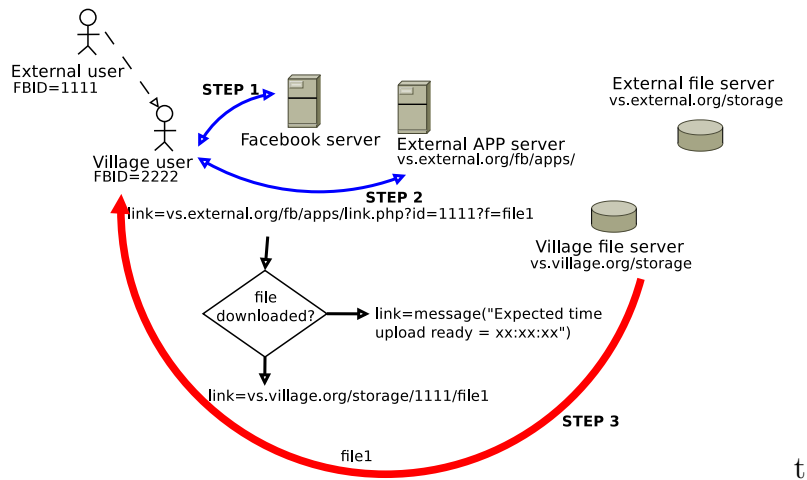 External user
FBID=1111
STEP 1
Village user
FBID=2222
Facebook server
External APP server
vs.external.org/fb/apps/
External file server
vs.external.org/storage
STEP 2
link=vs.external.org/fb/apps/link.php?id=1111?f=file1
Village file server
vs.village.org/storage
file
downloaded?
link=message("Expected time
upload ready = xx:xx:xx")
link=vs.village.org/storage/1111/file1
STEP 3
file1
t